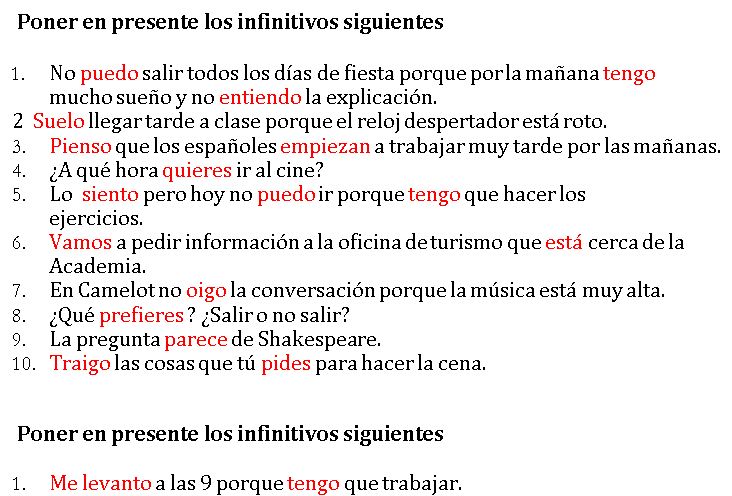 Poner en presente los infinitivos siguientes
1. No puedo salir todos los días de fiesta porque por la mañana tengo
mucho sueño y no entiendo la explicación.
2 Suelo llegar tarde a clase porque el reloj despertador está roto.
3. Pienso que los españoles empiezan a trabajar muy tarde por las mañanas.
4. ¿A qué hora quieres ir al cine?
5. Lo siento pero hoy no puedo ir porque tengo que hacer los
ejercicios.
6. Vamos a pedir información a la oficina de turismo que está cerca de la
Academia.
7. En Camelot no oigo la conversación porque la música está muy alta.
8. ¿Qué prefieres ? ¿Salir o no salir?
9. La pregunta parece de Shakespeare.
10. Traigo las cosas que tú pides para hacer la cena.
Poner en presente los infinitivos siguientes
1. Me levanto a las 9 porque tengo que trabajar.